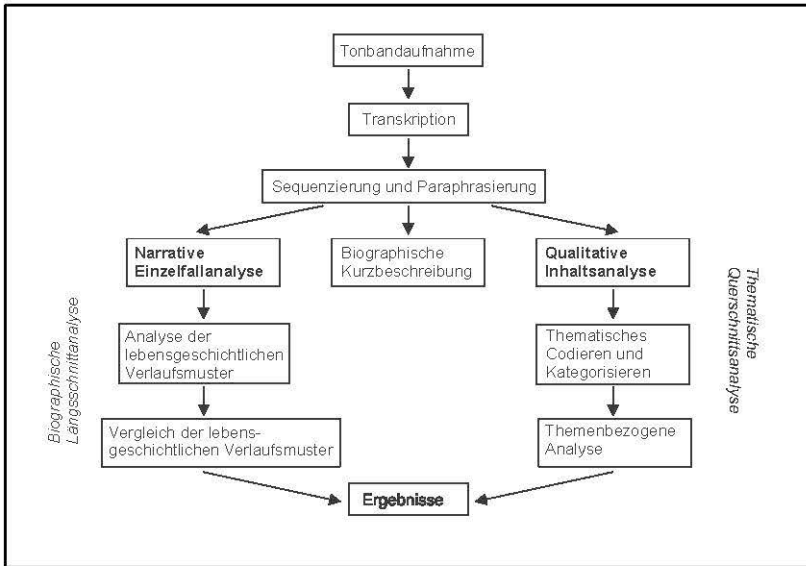 Tonbandaufnahme
Transkription
Sequenzierung und Paraphrasierung
Narrative
Einzelfallanalyse
Biographische
Kurzbeschreibung
Qualitative
Inhaltsanalyse
Analyse der
lebensgeschichtlichen
Verlaufsmuster
Thematisches
Codieren und
Kategorisieren
Vergleich der lebens-
geschichtlichen Verlaufsmuster
Themenbezogene
Analyse
Ergebnisse
Biographische
Längsschnittanalyse
Thematische
Querschnittsanalyse